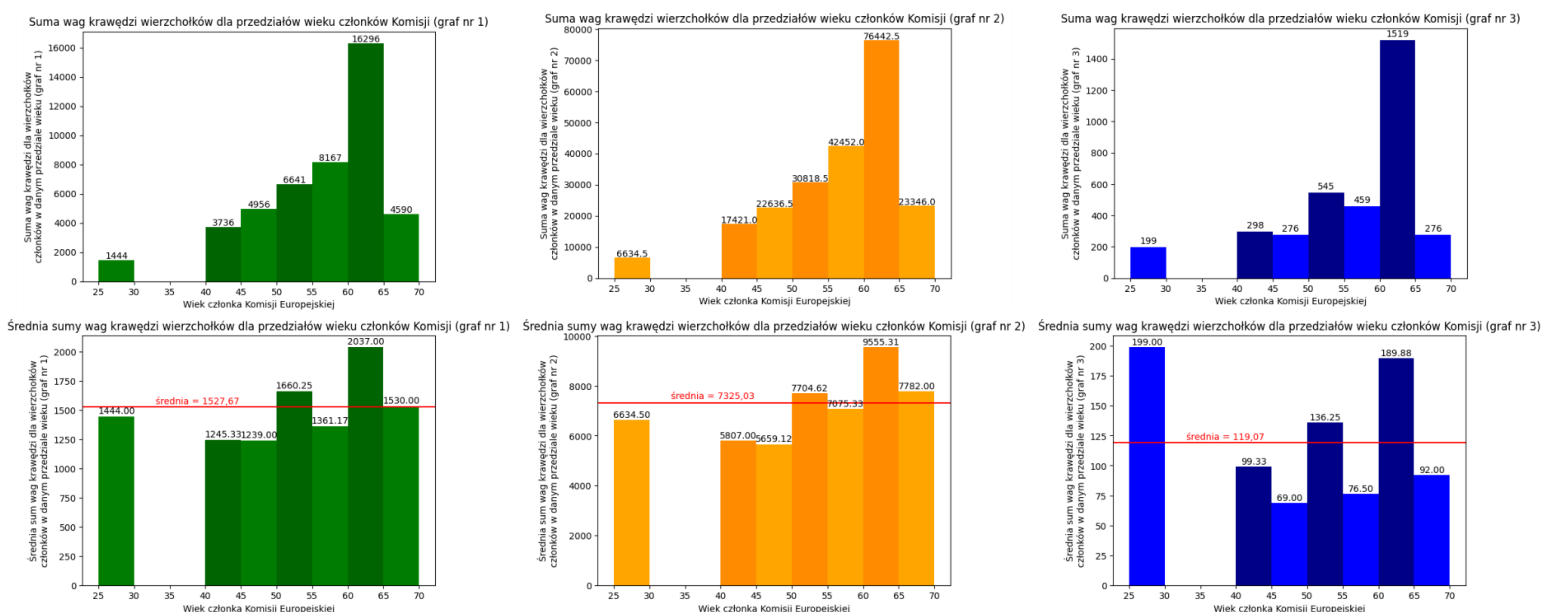 Suma wag krawędzi wierzchołków dla przedziałów wieku członków Komisji (graf nr 1)
Suma wag krawędzi dla wierzchołków
członków w danym przedziale wieku (graf nr 1)
16000
14000
12000
10000
8000
6000
4000
2000
0
1444
3736
4956
6641
8167
16296
4590
25 30 35 40 45 50 55 60 65 70
Wiek członka Komisji Europejskiej
Suma wag krawędzi wierzchołków dla przedziałów wieku członków Komisji (graf nr 2)
Suma wag krawędzi dla wierzchołków
członków w danym przedziale wieku (graf nr 2)
80000
70000
60000
50000
40000
30000
20000
10000
0
6634.5
17421.0
22636.5
30818.5
42452.0
76442.5
23346.0
25 30 35 40 45 50 55 60 65 70
Wiek członka Komisji Europejskiej
Suma wag krawędzi wierzchołków dla przedziałów wieku członków Komisji (graf nr 3)
Suma wag krawędzi dla wierzchołków
członków w danym przedziale wieku (graf nr 3)
1400
1200
1000
800
600
400
200
0
199
298
276
545
459
1519
276
25 30 35 40 45 50 55 60 65 70
Wiek członka Komisji Europejskiej
Średnia sumy wag krawędzi wierzchołków dla przedziałów wieku członków Komisji (graf nr 1)
Średnia sum wag krawędzi dla wierzchołków
członków w danym przedziale wieku (graf nr 1)
2000
1750
1500
1250
1000
750
500
250
0
średnia = 1527,67
1444.00
1245.33
1239.00
1660.25
1361.17
2037.00
1530.00
25 30 35 40 45 50 55 60 65 70
Wiek członka Komisji Europejskiej
Średnia sumy wag krawędzi wierzchołków dla przedziałów wieku członków Komisji (graf nr 2)
Średnia sum wag krawędzi dla wierzchołków
członków w danym przedziale wieku (graf nr 2)
10000
8000
6000
4000
2000
0
średnia = 7325,03
6634.50
5807.00
5659.12
7704.62
7075.33
9555.31
7782.00
25 30 35 40 45 50 55 60 65 70
Wiek członka Komisji Europejskiej
Średnia sumy wag krawędzi wierzchołków dla przedziałów wieku członków Komisji (graf nr 3)
Średnia sum wag krawędzi dla wierzchołków
członków w danym przedziale wieku (graf nr 3)
200
175
150
125
100
75
50
25
0
średnia = 119,07
199.00
99.33
69.00
136.25
76.50
189.88
92.00
25 30 35 40 45 50 55 60 65 70
Wiek członka Komisji Europejskiej